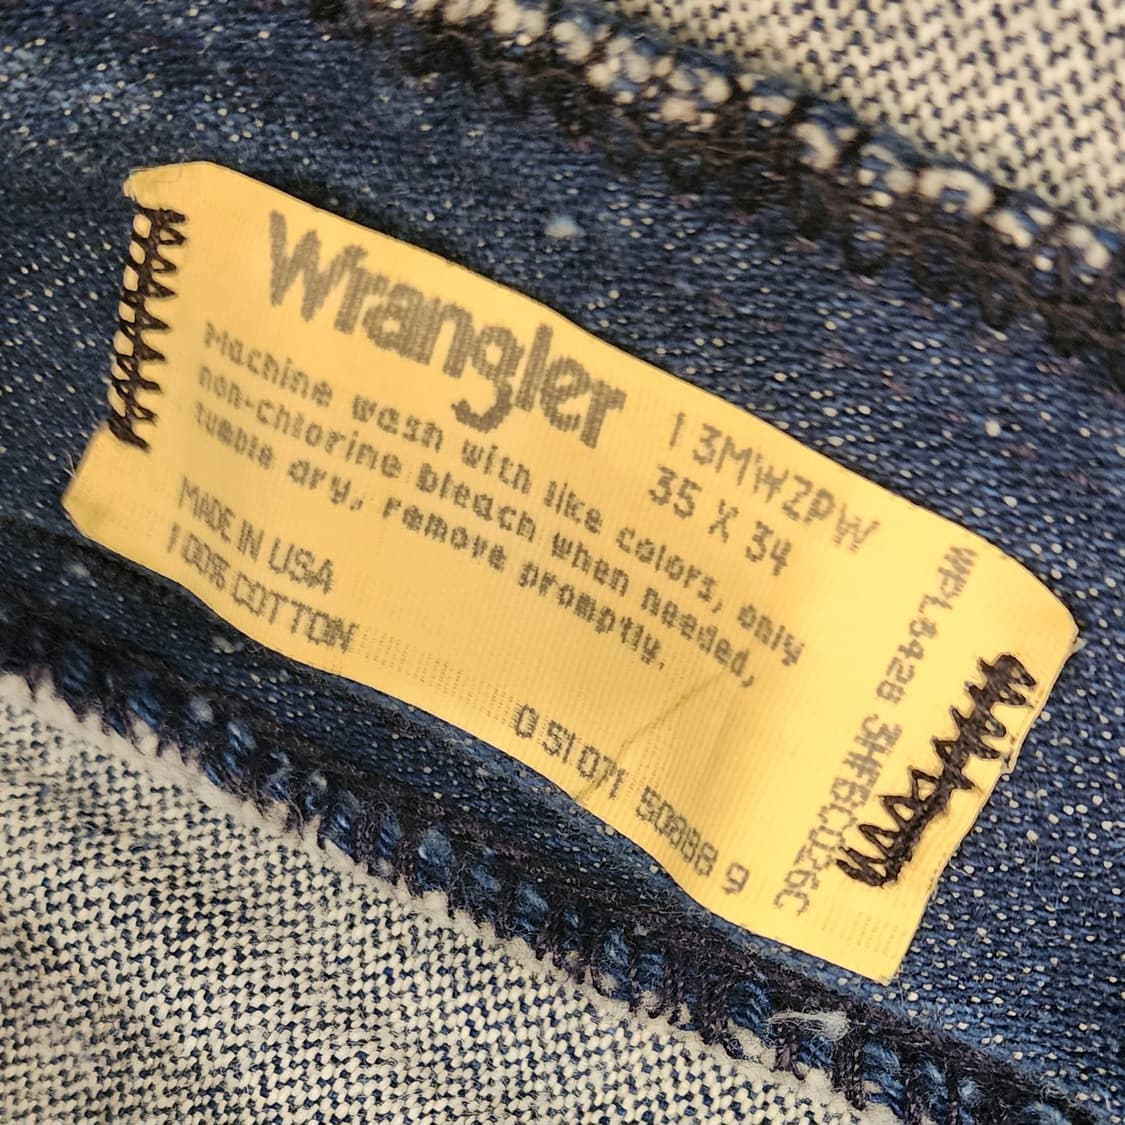 Wrangler
13MWZPW
35 X 34
Machine wash with like colors, only
non-chlorine bleach when needed,
tumble dry, remove promptly.
MADE IN USA
100% COTTON
0 51071 50888 9
WPL8428